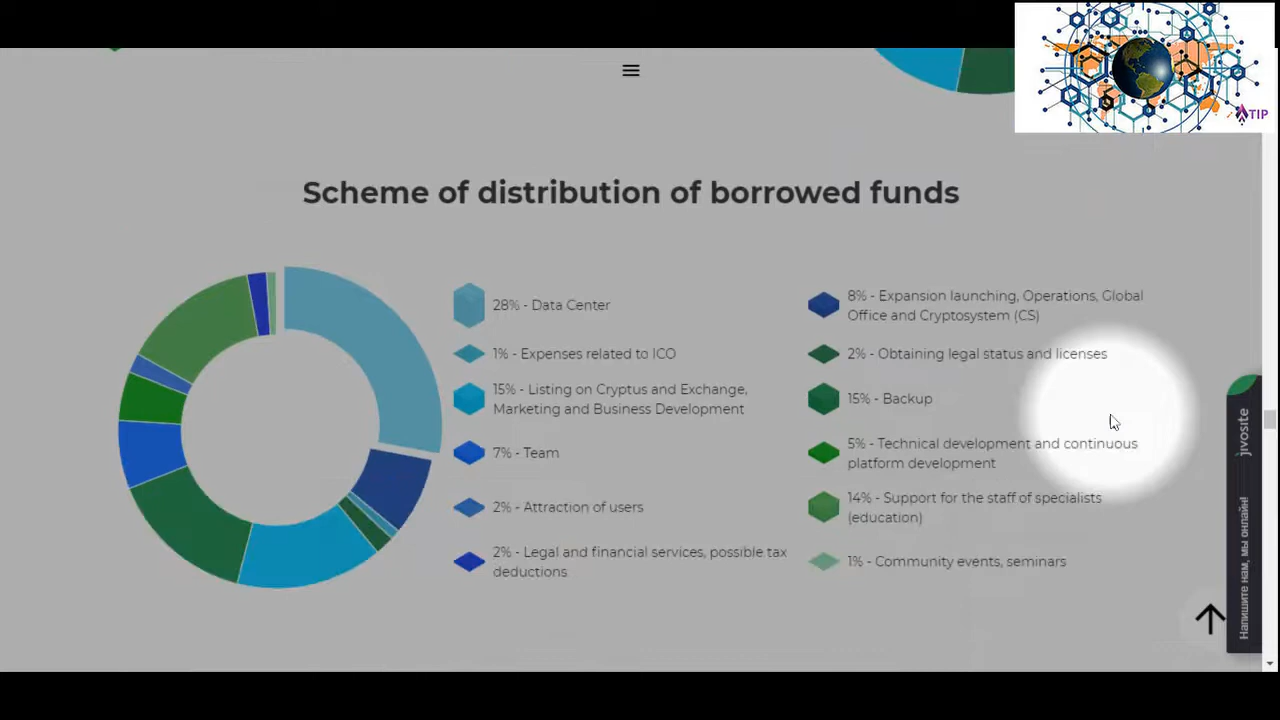 TIP
Scheme of distribution of borrowed funds
28% - Data Center
1% - Expenses related to ICO
15% - Listing on Cryptus and Exchange,
Marketing and Business Development
7% - Team
2% - Attraction of users
2% - Legal and financial services, possible tax
deductions
8% - Expansion launching, Operations, Global
Office and Cryptosystem (CS)
2% - Obtaining legal status and licenses
15% - Backup
5% - Technical development and continuous
platform development
14% - Support for the staff of specialists
(education)
1% - Community events, seminars
jivosite
Напишите нам, мы онлайн!